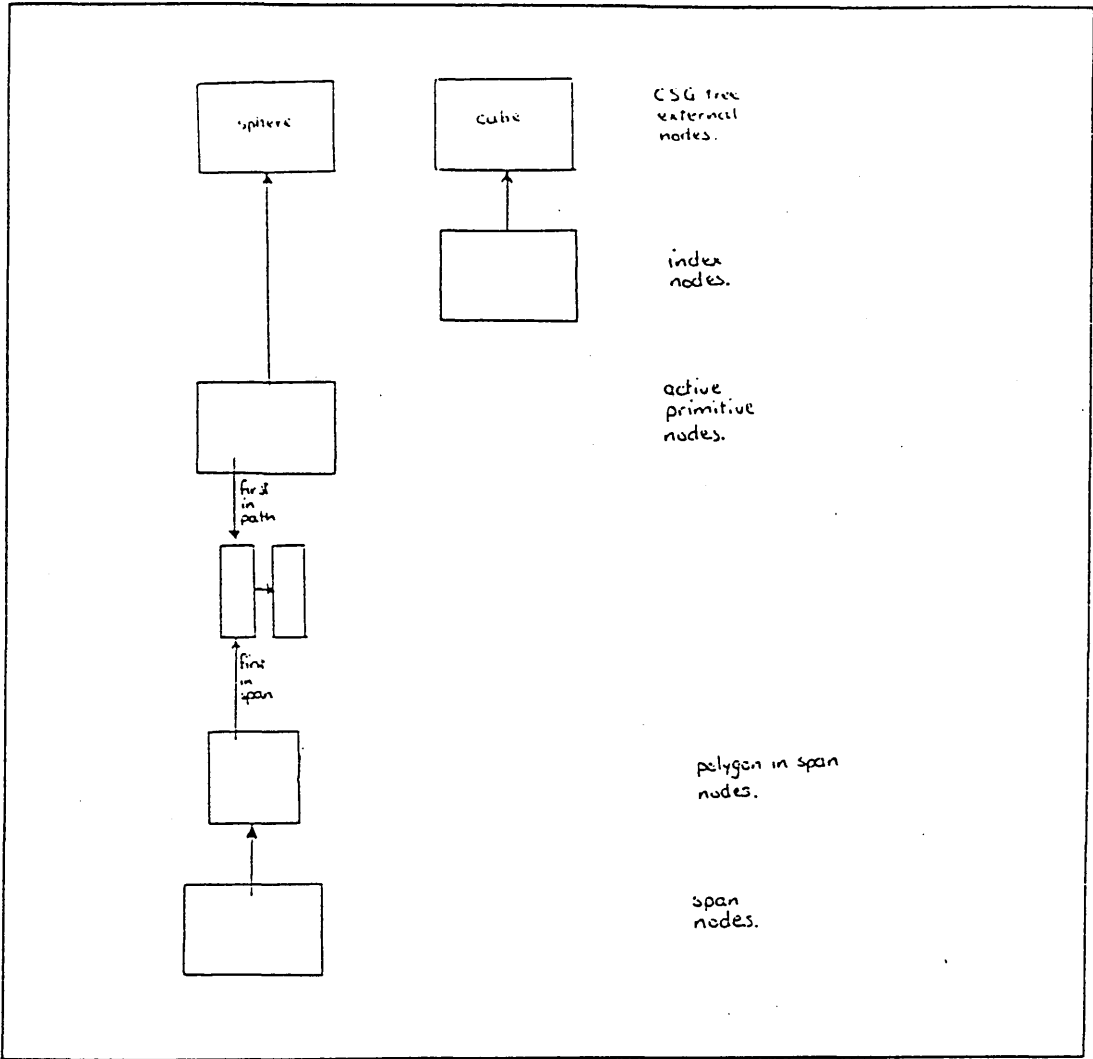 sphere
cube
CSG tree
external
nodes.
index
nodes.
active
primitive
nodes.
first
in
path
first
in
span
polygon in span
nodes.
span
nodes.